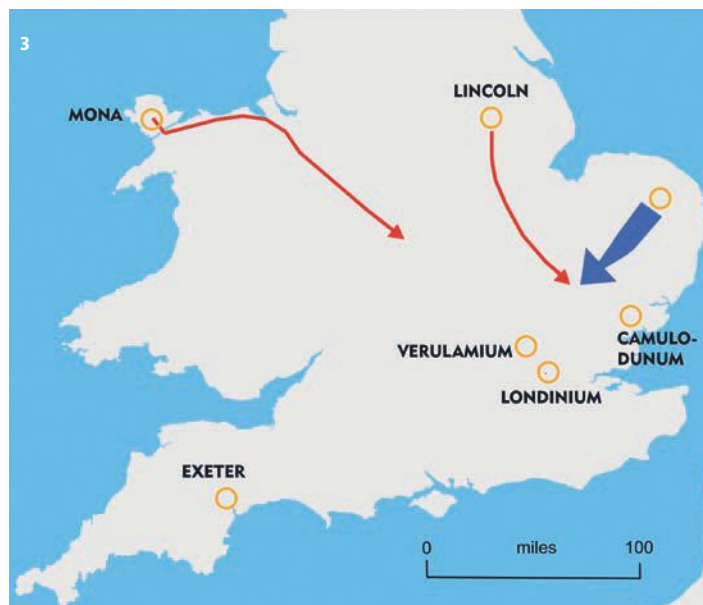 3
LINCOLN
MONA
CAMULO-
DUNUM
VERULAMIUM
LONDINIUM
EXETER
0 miles 100